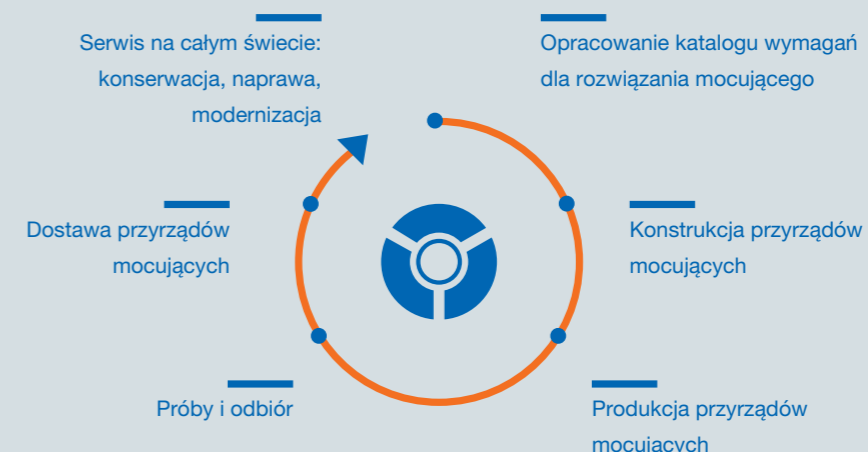 Serwis na całym świecie:
konserwacja, naprawa,
modernizacja
Opracowanie katalogu wymagań
dla rozwiązania mocującego
Dostawa przyrządów
mocujących
Konstrukcja przyrządów
mocujących
Próby i odbiór
Produkcja przyrządów
mocujących